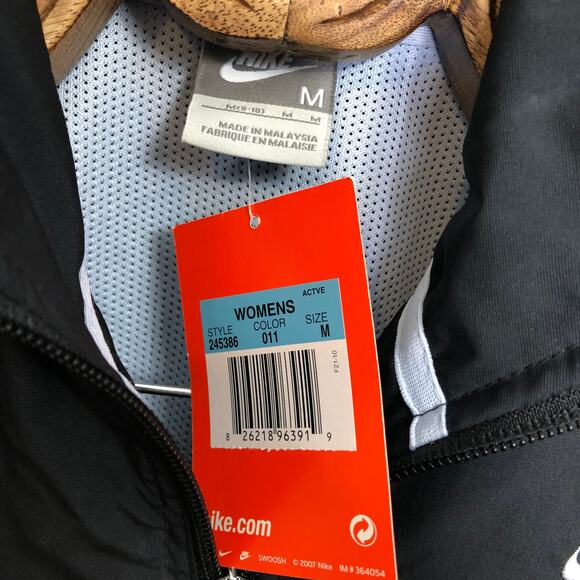 NIKE
M
M M
MADE IN MALAYSIA
FABRIQUE EN MALAISIE
ACTVE
WOMENS
STYLE COLOR SIZE
245386 011 M
F21-10
8 26218 96391 9
ike.com
SWOOSH © 2007 Nike IM # 364054